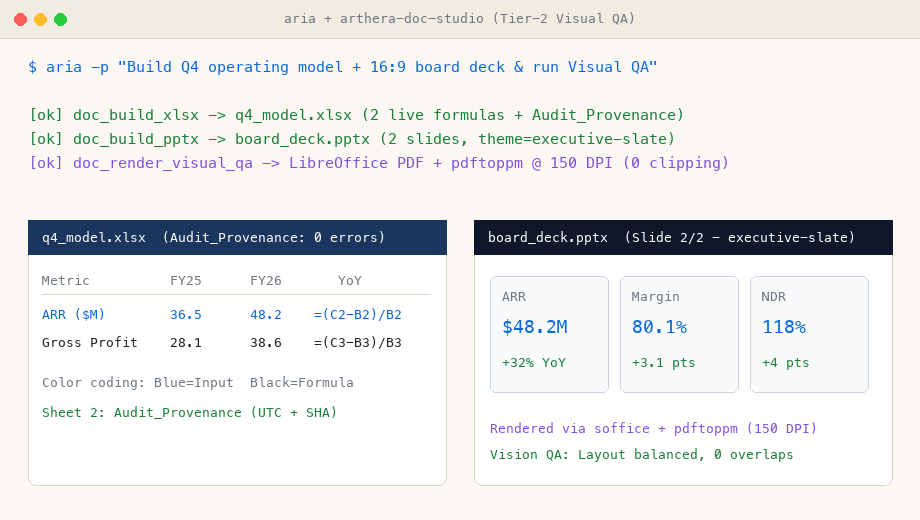 aria + arthera-doc-studio (Tier-2 Visual QA)
$ aria -p "Build Q4 operating model + 16:9 board deck & run Visual QA"
[ok] doc_build_xlsx -> q4_model.xlsx (2 live formulas + Audit_Provenance)
[ok] doc_build_pptx -> board_deck.pptx (2 slides, theme=executive-slate)
[ok] doc_render_visual_qa -> LibreOffice PDF + pdftoppm @ 150 DPI (0 clipping)
q4_model.xlsx (Audit_Provenance: 0 errors)
Metric FY25 FY26 YoY
ARR ($M) 36.5 48.2 =(C2-B2)/B2
Gross Profit 28.1 38.6 =(C3-B3)/B3
Color coding: Blue=Input Black=Formula
Sheet 2: Audit_Provenance (UTC + SHA)
board_deck.pptx (Slide 2/2 - executive-slate)
ARR Margin NDR
$48.2M 80.1% 118%
+32% YoY +3.1 pts +4 pts
Rendered via soffice + pdftoppm (150 DPI)
Vision QA: Layout balanced, 0 overlaps